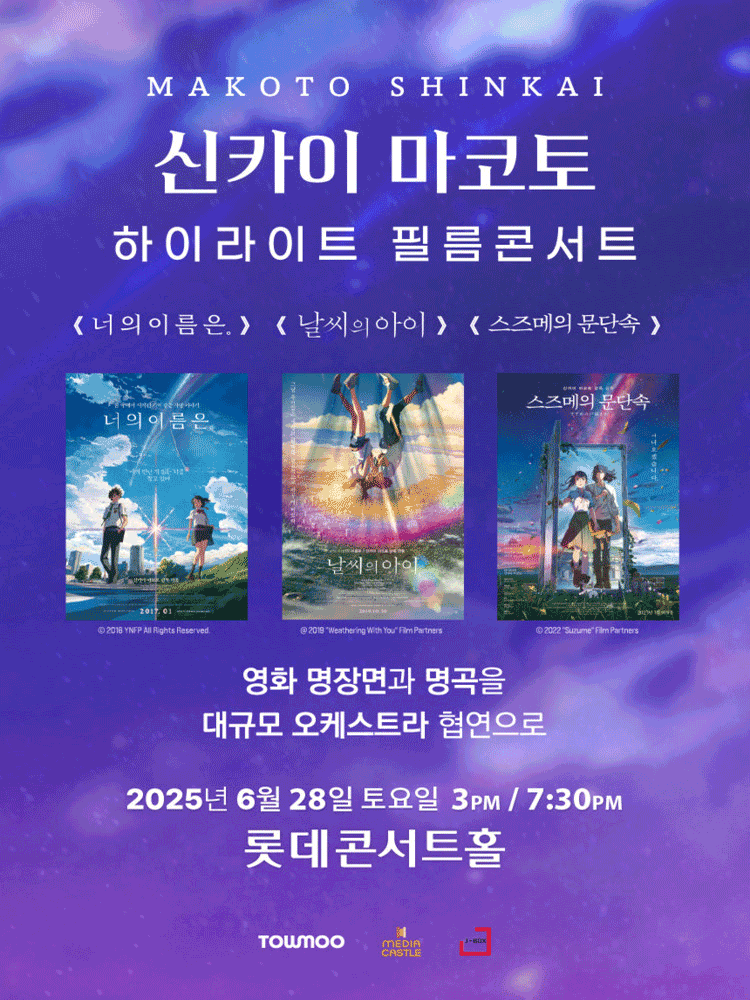 MAKOTO SHINKAI
신카이 마코토
하이라이트 필름콘서트
《너의 이름은。》 《날씨의 아이》 《스즈메의 문단속》
너의 이름은。
2017. 01
날씨의 아이
스즈메의 문단속
© 2016 YNFP All Rights Reserved.
@ 2019 "Weathering With You" Film Partners
© 2022 "Suzume" Film Partners
영화 명장면과 명곡을
대규모 오케스트라 협연으로
2025년 6월 28일 토요일 3PM / 7:30PM
롯데콘서트홀
TOWMOO
MEDIA CASTLE
J-BOX